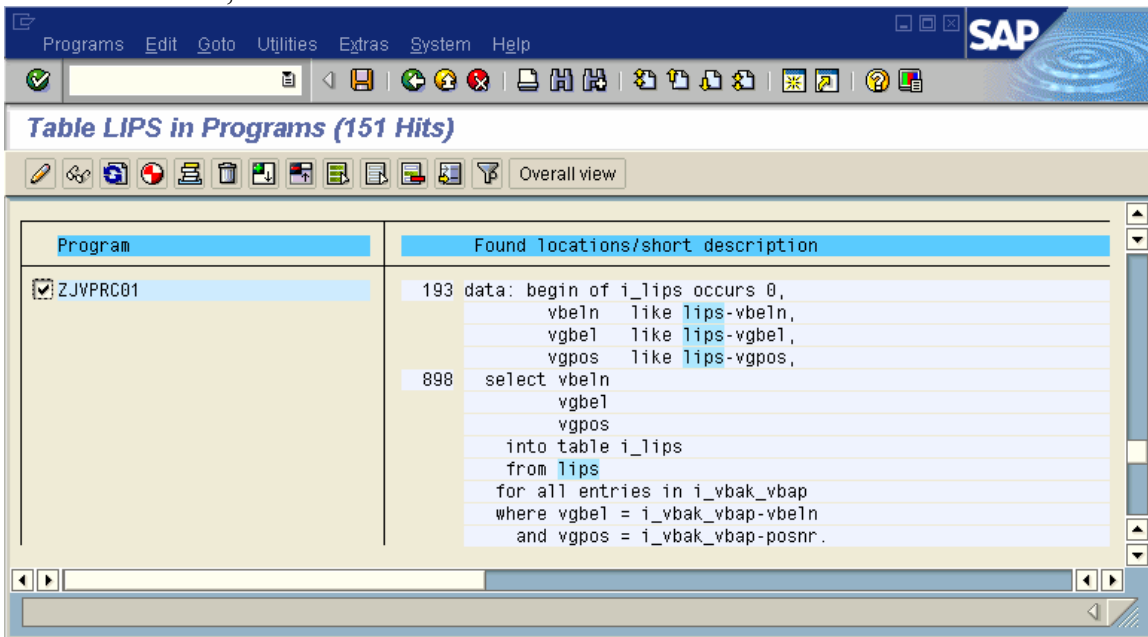 Programs Edit Goto Utilities Extras System Help
SAP
Table LIPS in Programs (151 Hits)
Overall view
Program Found locations/short description
ZJVPRC01 193 data: begin of i_lips occurs 0,
vbeln like lips-vbeln,
vgbel like lips-vgbel,
vgpos like lips-vgpos,
898 select vbeln
vgbel
vgpos
into table i_lips
from lips
for all entries in i_vbak_vbap
where vgbel = i_vbak_vbap-vbeln
and vgpos = i_vbak_vbap-posnr.